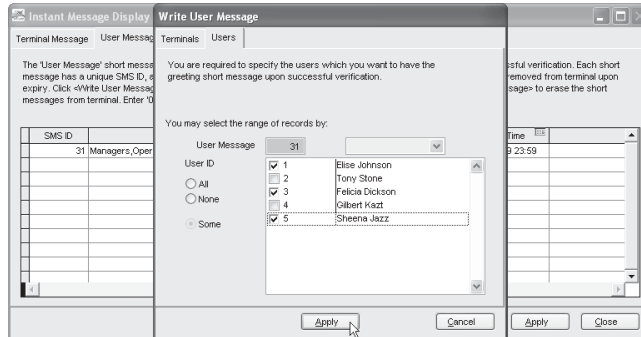 Instant Message Display
Terminal Message User Messag
The 'User Message' short messa
message has a unique SMS ID, a
expiry. Click <Write User Messag
messages from terminal. Enter '0
SMS ID
31 Managers,Oper
Write User Message
Terminals Users
You are required to specify the users which you want to have the
greeting short message upon successful verification.
You may select the range of records by:
User Message 31
User ID
All
None
Some
1 Elise Johnson
2 Tony Stone
3 Felicia Dickson
4 Gilbert Kazt
5 Sheena Jazz
Apply Cancel
ssful verification. Each short
removed from terminal upon
ssage> to erase the short
Time
9 23:59
Apply Close